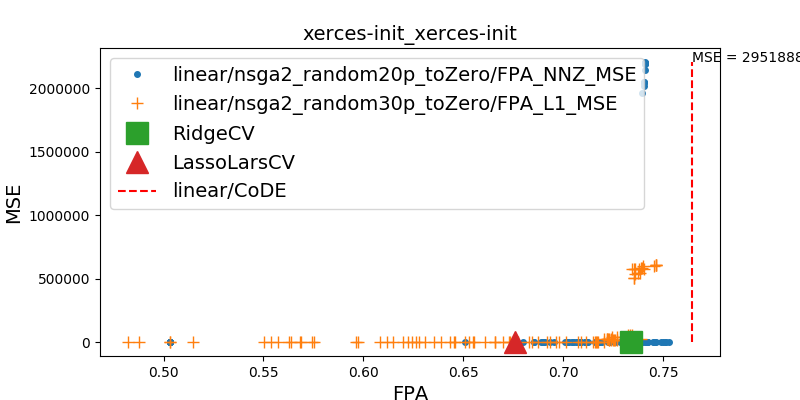 xerces-init_xerces-init
MSE = 2951888
linear/nsga2_random20p_toZero/FPA_NNZ_MSE
linear/nsga2_random30p_toZero/FPA_L1_MSE
RidgeCV
LassoLarsCV
linear/CoDE
MSE
2000000
1500000
1000000
500000
0
0.50
0.55
0.60
0.65
0.70
0.75
FPA